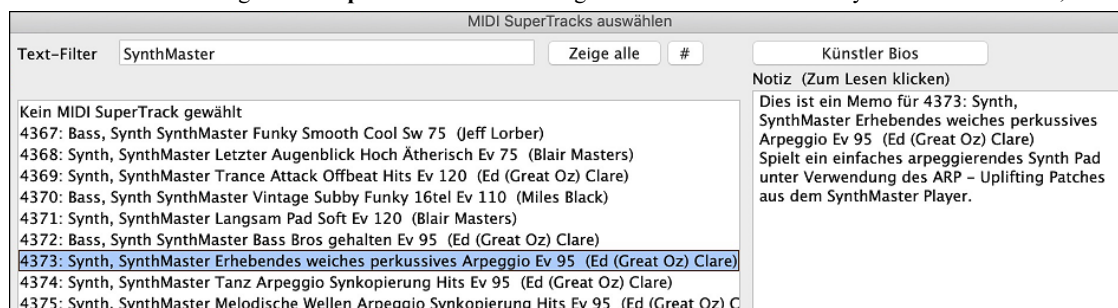 MIDI SuperTracks auswählen
Text-Filter SynthMaster Zeige alle # Künstler Bios
Notiz (Zum Lesen klicken)
Kein MIDI SuperTrack gewählt
4367: Bass, Synth SynthMaster Funky Smooth Cool Sw 75 (Jeff Lorber)
4368: Synth, SynthMaster Letzter Augenblick Hoch Ätherisch Ev 75 (Blair Masters)
4369: Synth, SynthMaster Trance Attack Offbeat Hits Ev 120 (Ed (Great Oz) Clare)
4370: Bass, Synth SynthMaster Vintage Subby Funky 16tel Ev 110 (Miles Black)
4371: Synth, SynthMaster Langsam Pad Soft Ev 120 (Blair Masters)
4372: Bass, Synth SynthMaster Bass Bros gehalten Ev 95 (Ed (Great Oz) Clare)
4373: Synth, SynthMaster Erhebendes weiches perkussives Arpeggio Ev 95 (Ed (Great Oz) Clare)
4374: Synth, SynthMaster Tanz Arpeggio Synkopierung Hits Ev 95 (Ed (Great Oz) Clare)
4375: Synth, SynthMaster Melodische Wellen Arpeggio Synkopierung Hits Ev 95 (Ed (Great Oz) C
Dies ist ein Memo für 4373: Synth,
SynthMaster Erhebendes weiches perkussives
Arpeggio Ev 95 (Ed (Great Oz) Clare)
Spielt ein einfaches arpeggierendes Synth Pad
unter Verwendung des ARP – Uplifting Patches
aus dem SynthMaster Player.